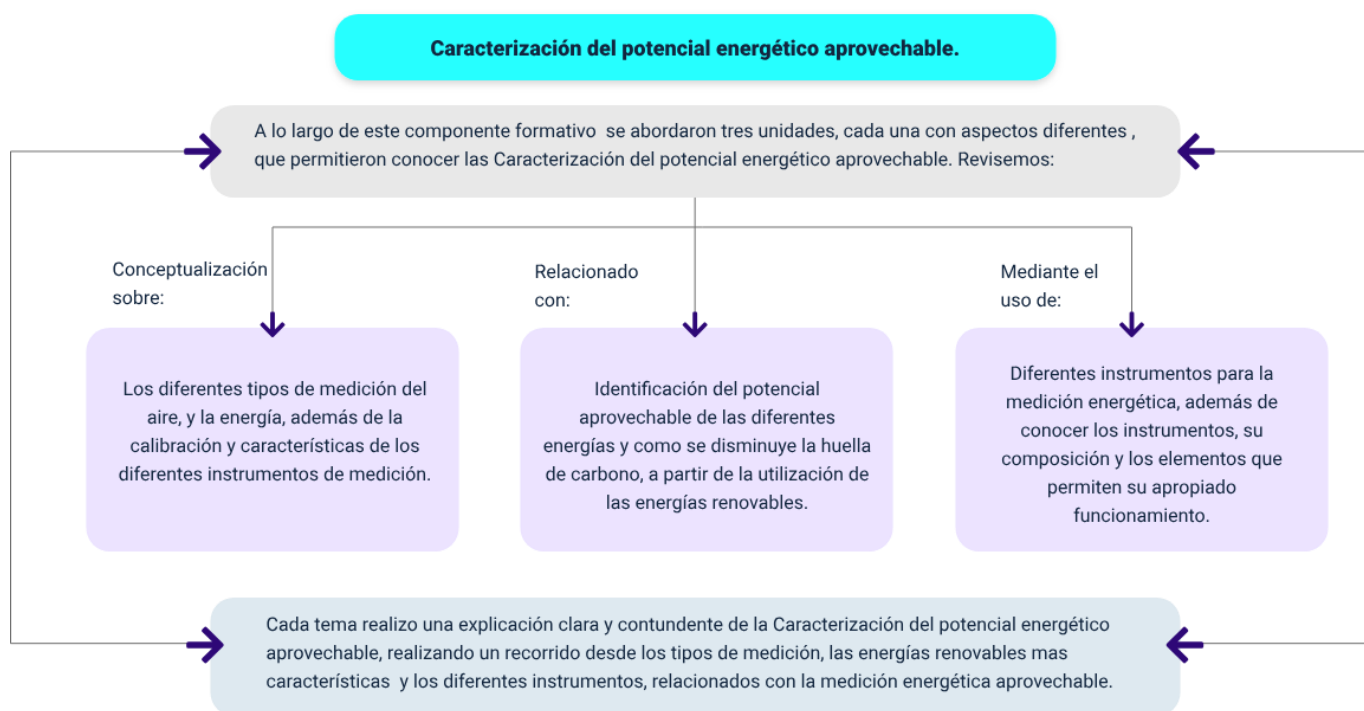 Caracterización del potencial energético aprovechable.
A lo largo de este componente formativo se abordaron tres unidades, cada una con aspectos diferentes ,
que permitieron conocer las Caracterización del potencial energético aprovechable. Revisemos:
Conceptualización
sobre:
Relacionado
con:
Mediante el
uso de:
Los diferentes tipos de medición del
aire, y la energía, además de la
calibración y características de los
diferentes instrumentos de medición.
Identificación del potencial
aprovechable de las diferentes
energías y como se disminuye la huella
de carbono, a partir de la utilización de
las energías renovables.
Diferentes instrumentos para la
medición energética, además de
conocer los instrumentos, su
composición y los elementos que
permiten su apropiado
funcionamiento.
Cada tema realizo una explicación clara y contundente de la Caracterización del potencial energético
aprovechable, realizando un recorrido desde los tipos de medición, las energías renovables mas
características y los diferentes instrumentos, relacionados con la medición energética aprovechable.